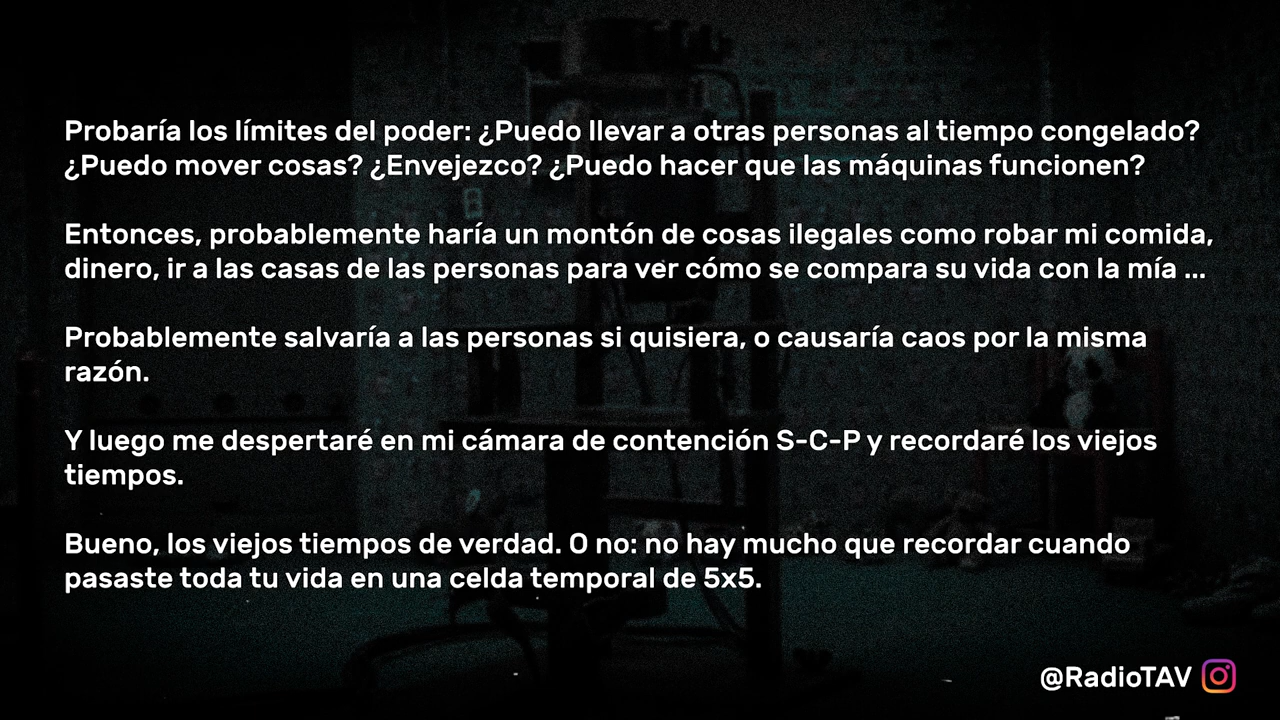 Probaría los límites del poder: ¿Puedo llevar a otras personas al tiempo congelado?
¿Puedo mover cosas? ¿Envejezco? ¿Puedo hacer que las máquinas funcionen?
Entonces, probablemente haría un montón de cosas ilegales como robar mi comida,
dinero, ir a las casas de las personas para ver cómo se compara su vida con la mía ...
Probablemente salvaría a las personas si quisiera, o causaría caos por la misma
razón.
Y luego me despertaré en mi cámara de contención S-C-P y recordaré los viejos
tiempos.
Bueno, los viejos tiempos de verdad. O no: no hay mucho que recordar cuando
pasaste toda tu vida en una celda temporal de 5x5.
@RadioTAV